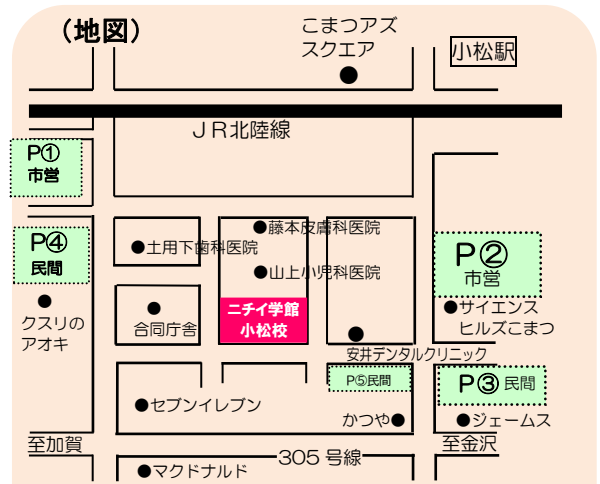 (地図)
こまつアズ
スクエア
小松駅
JR北陸線
P①
市営
P④
民間
●藤本皮膚科医院
●土用下歯科医院
●山上小児科医院
P②
市営
クスリの
アオキ
合同庁舎
ニチイ学館
小松校
●サイエンス
ヒルズこまつ
安井デンタルクリニック
P⑤民間
P③民間
●セブンイレブン
かつや●
●ジェームス
至加賀
至金沢
305号線
●マクドナルド